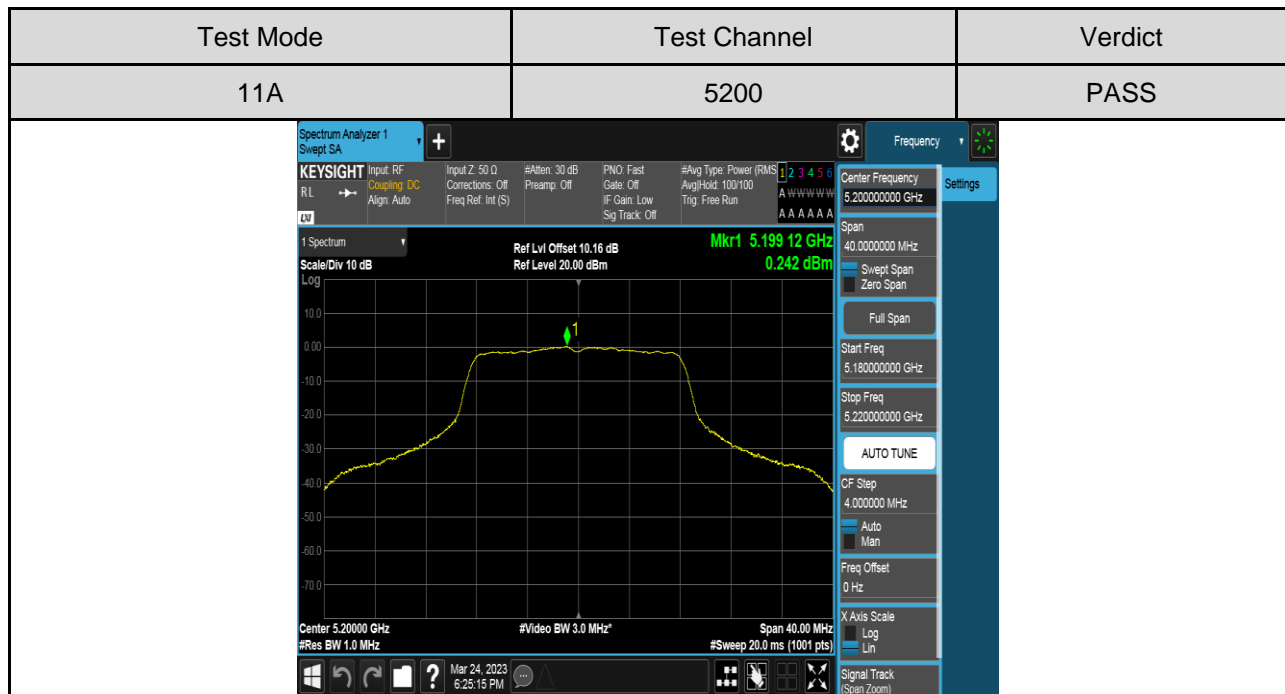 Test Mode Test Channel Verdict
11A 5200 PASS
Spectrum Analyzer 1
Swept SA
+
Frequency
KEYSIGHT
R L
LXI
Input: RF
Coupling: DC
Align: Auto
Input Z: 50 Ω
Corrections: Off
Freq Ref: Int (S)
#Atten: 30 dB
Preamp: Off
PNO: Fast
Gate: Off
IF Gain: Low
Sig Track: Off
#Avg Type: Power (RMS
Avg|Hold: 100/100
Trig: Free Run
1 2 3 4 5 6
A W W W W W
A A A A A A
1 Spectrum
Scale/Div 10 dB
Log
Ref Lvl Offset 10.16 dB
Ref Level 20.00 dBm
Mkr1 5.199 12 GHz
0.242 dBm
1
10.0
0.00
-10.0
-20.0
-30.0
-40.0
-50.0
-60.0
-70.0
Center 5.20000 GHz
#Res BW 1.0 MHz
#Video BW 3.0 MHz*
Span 40.00 MHz
#Sweep 20.0 ms (1001 pts)
?
Mar 24, 2023
6:25:15 PM
Center Frequency
5.200000000 GHz
Settings
Span
40.0000000 MHz
Swept Span
Zero Span
Full Span
Start Freq
5.180000000 GHz
Stop Freq
5.220000000 GHz
AUTO TUNE
CF Step
4.000000 MHz
Auto
Man
Freq Offset
0 Hz
X Axis Scale
Log
Lin
Signal Track
(Span Zoom)